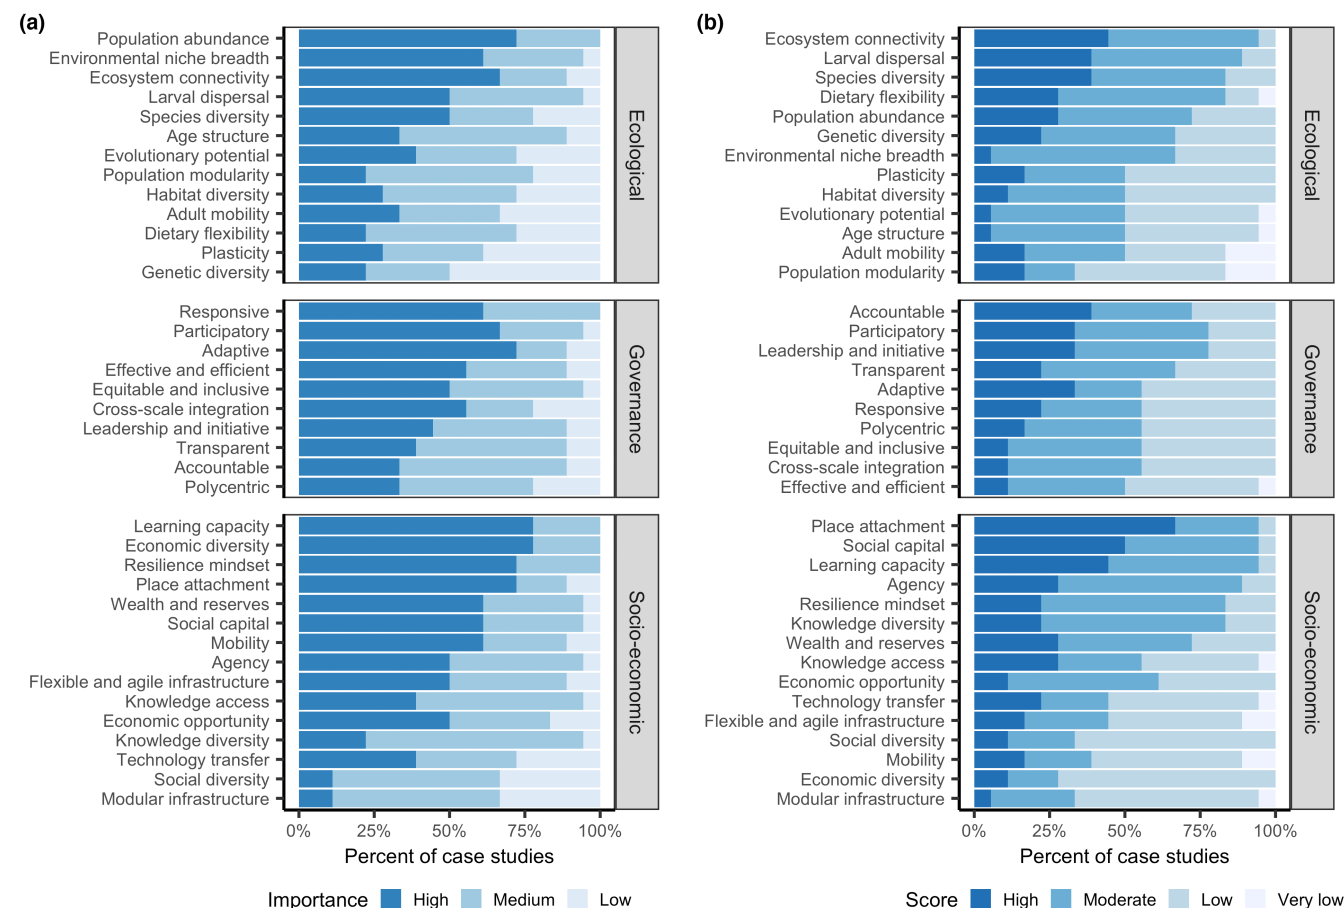 (a)
Population abundance
Environmental niche breadth
Ecosystem connectivity
Larval dispersal
Species diversity
Age structure
Evolutionary potential
Population modularity
Habitat diversity
Adult mobility
Dietary flexibility
Plasticity
Genetic diversity
Ecological
Responsive
Participatory
Adaptive
Effective and efficient
Equitable and inclusive
Cross-scale integration
Leadership and initiative
Transparent
Accountable
Polycentric
Governance
Learning capacity
Economic diversity
Resilience mindset
Place attachment
Wealth and reserves
Social capital
Mobility
Agency
Flexible and agile infrastructure
Knowledge access
Economic opportunity
Knowledge diversity
Technology transfer
Social diversity
Modular infrastructure
Socio-economic
0% 25% 50% 75% 100%
Percent of case studies
Importance High Medium Low
(b)
Ecosystem connectivity
Larval dispersal
Species diversity
Dietary flexibility
Population abundance
Genetic diversity
Environmental niche breadth
Plasticity
Habitat diversity
Evolutionary potential
Age structure
Adult mobility
Population modularity
Ecological
Accountable
Participatory
Leadership and initiative
Transparent
Adaptive
Responsive
Polycentric
Equitable and inclusive
Cross-scale integration
Effective and efficient
Governance
Place attachment
Social capital
Learning capacity
Agency
Resilience mindset
Knowledge diversity
Wealth and reserves
Knowledge access
Economic opportunity
Technology transfer
Flexible and agile infrastructure
Social diversity
Mobility
Economic diversity
Modular infrastructure
Socio-economic
0% 25% 50% 75% 100%
Percent of case studies
Score High Moderate Low Very low